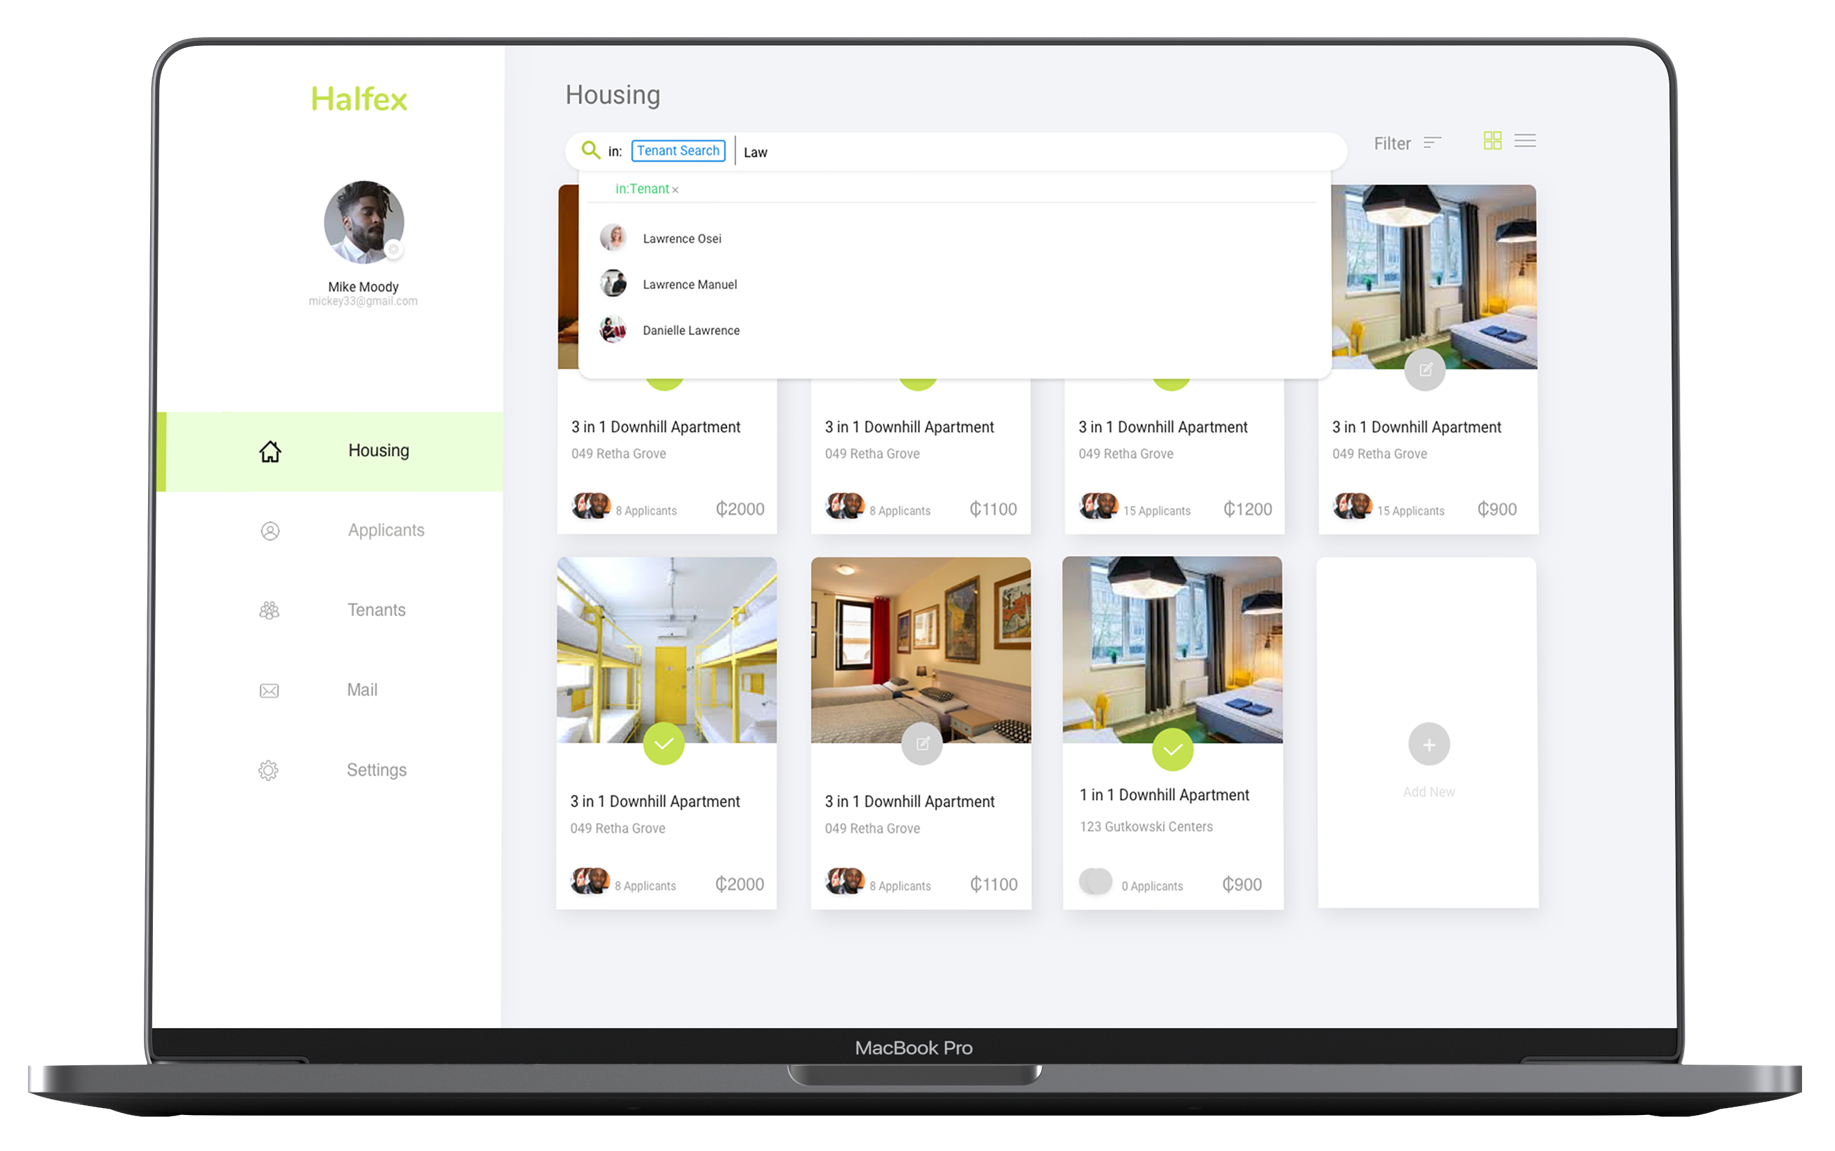 Halfex
Mike Moody
mickey33@gmail.com
Housing
Applicants
Tenants
Mail
Settings
Housing
in: Tenant Search Law
Filter
in:Tenant ×
Lawrence Osei
Lawrence Manuel
Danielle Lawrence
3 in 1 Downhill Apartment
049 Retha Grove
8 Applicants ₵2000
3 in 1 Downhill Apartment
049 Retha Grove
8 Applicants ₵1100
3 in 1 Downhill Apartment
049 Retha Grove
15 Applicants ₵1200
3 in 1 Downhill Apartment
049 Retha Grove
15 Applicants ₵900
3 in 1 Downhill Apartment
049 Retha Grove
8 Applicants ₵2000
3 in 1 Downhill Apartment
049 Retha Grove
8 Applicants ₵1100
1 in 1 Downhill Apartment
123 Gutkowski Centers
0 Applicants ₵900
Add New
MacBook Pro